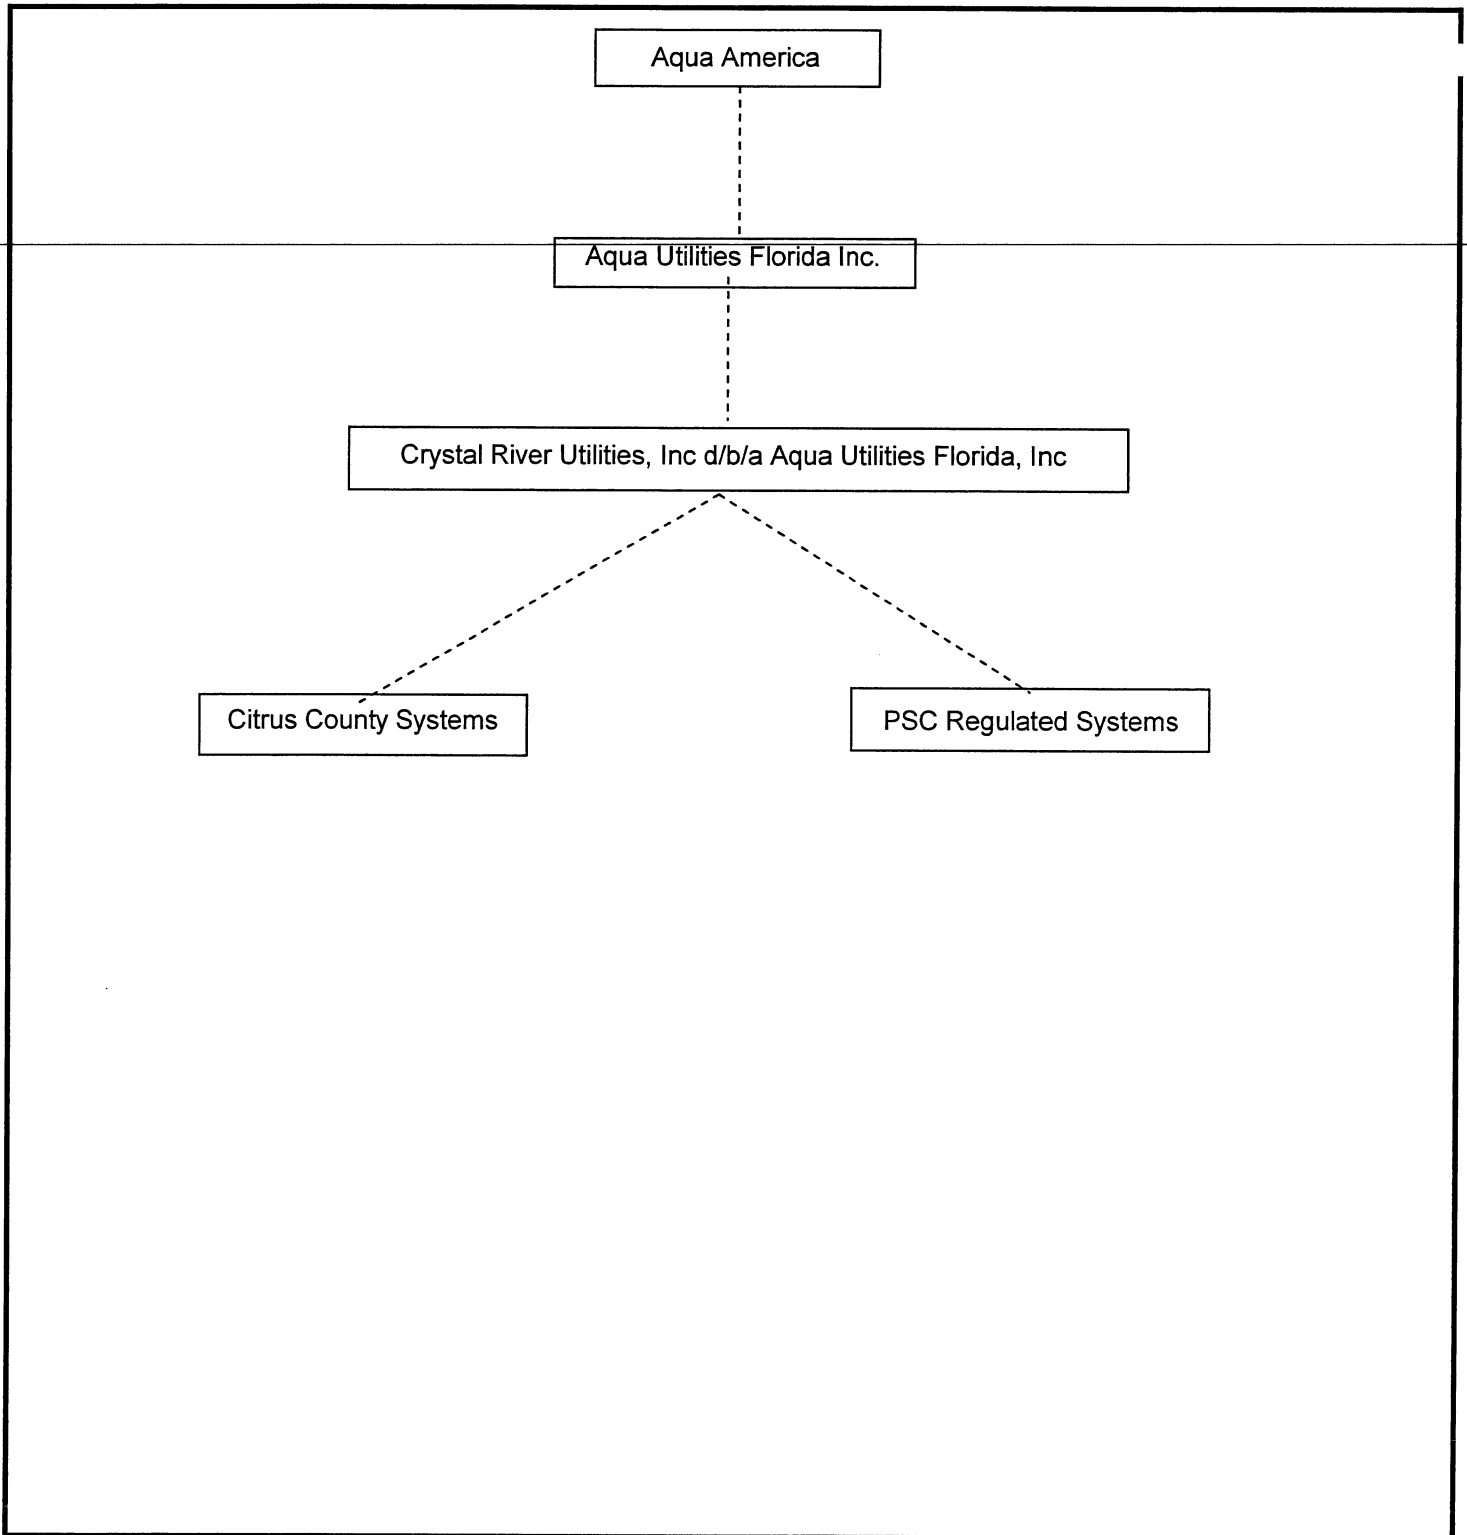 Aqua America
Aqua Utilities Florida Inc.
Crystal River Utilities, Inc d/b/a Aqua Utilities Florida, Inc
Citrus County Systems
PSC Regulated Systems